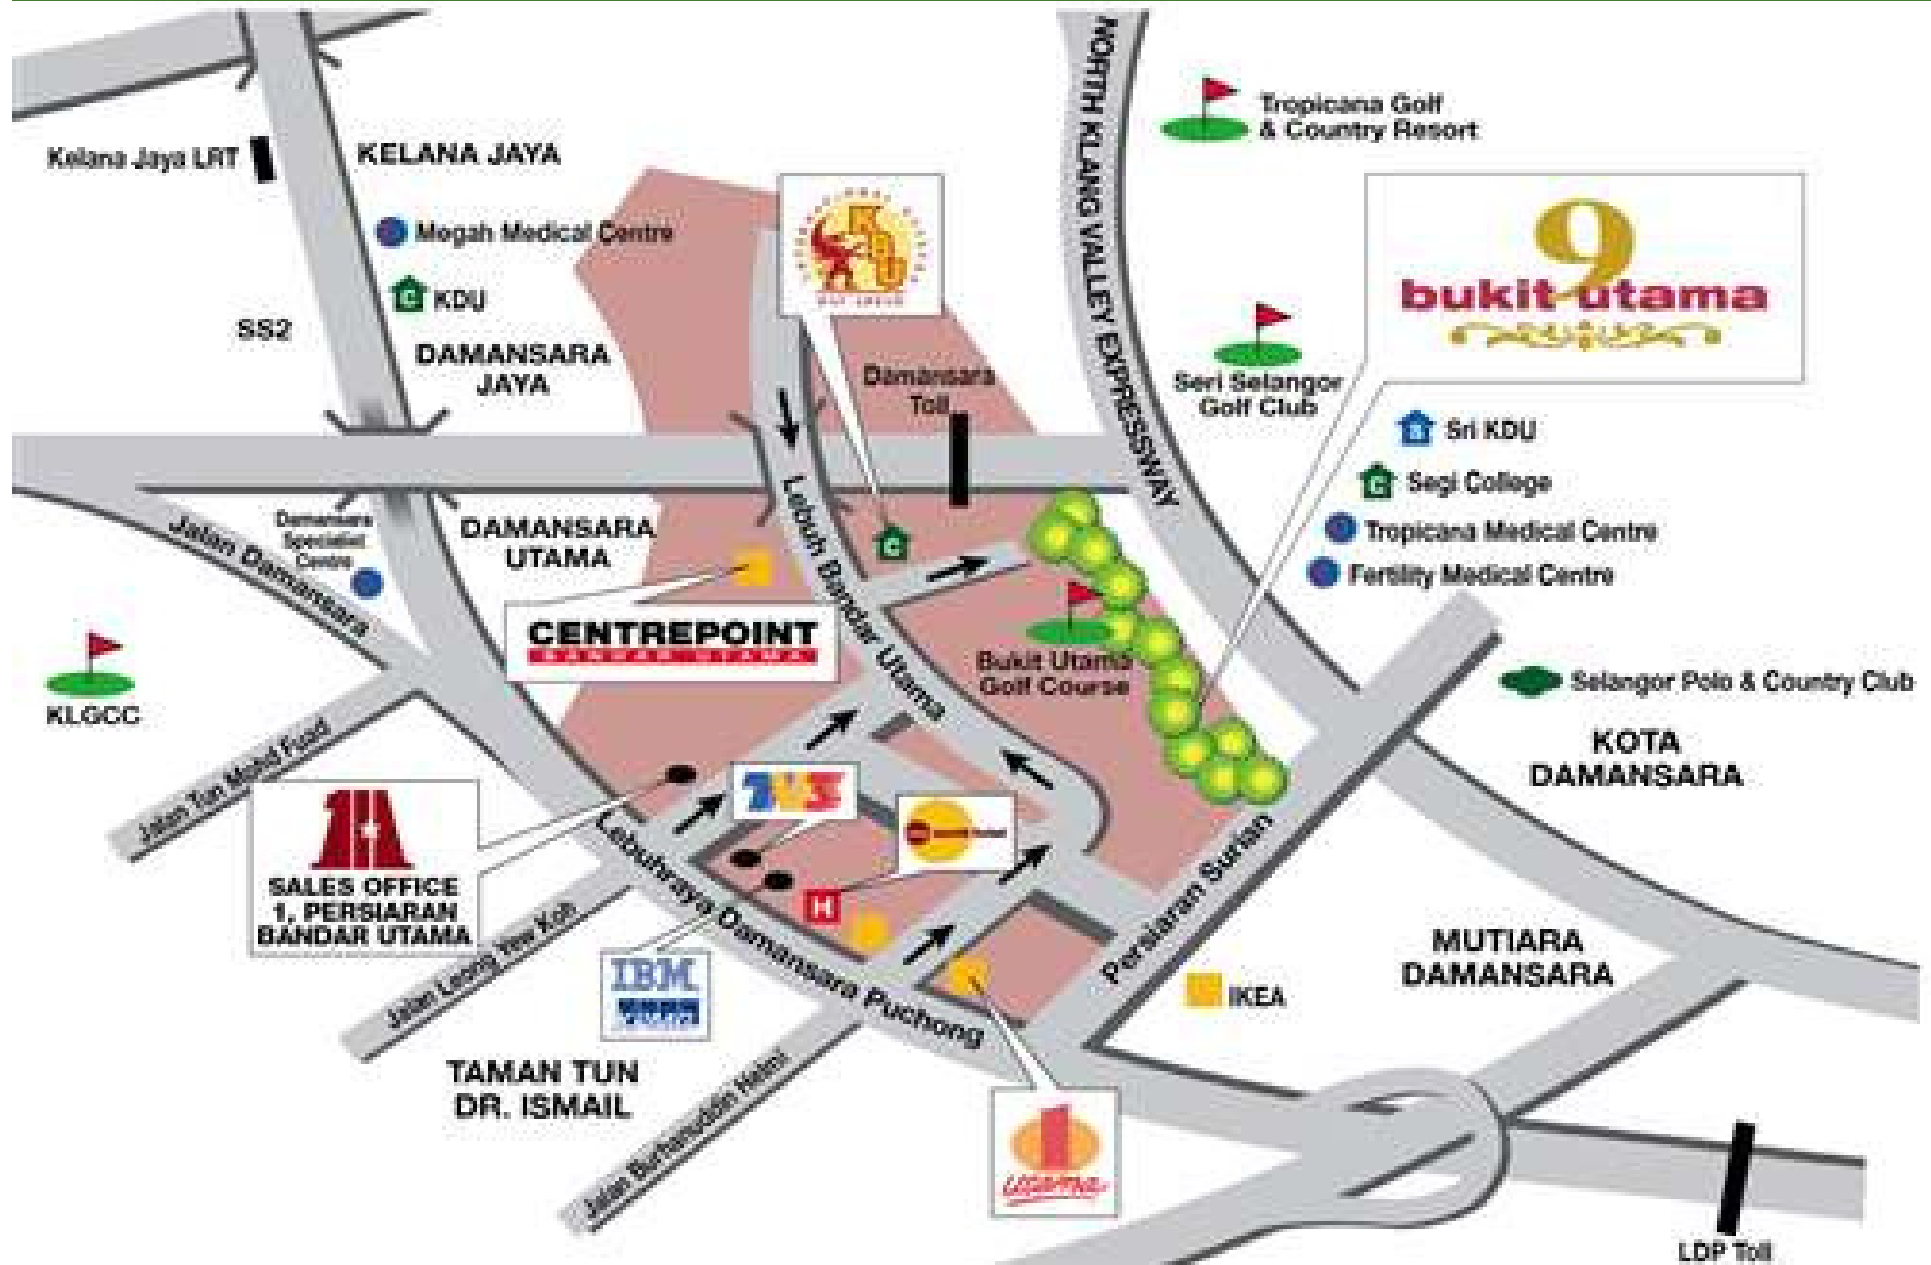 NORTH KLANG VALLEY EXPRESSWAY
Tropicana Golf
& Country Resort
Kelana Jaya LRT
KELANA JAYA
Megah Medical Centre
KDU
9
bukit utama
C
KDU
SS2
DAMANSARA
JAYA
Damansara
Toll
Seri Selangor
Golf Club
S
Sri KDU
C
Segi College
Tropicana Medical Centre
Fertility Medical Centre
Jalan Damansara
Damansara
Specialist
Centre
DAMANSARA
UTAMA
Lebuh Bandar Utama
C
CENTREPOINT
BANDAR UTAMA
Bukit Utama
Golf Course
KLGCC
Selangor Polo & Country Club
KOTA
DAMANSARA
Jalan Tun Mohd Fuad
SALES OFFICE
1, PERSIARAN
BANDAR UTAMA
H
Lebuhraya Damansara Puchong
Persiaran Surian
Jalan Leong Yew Koh
IBM
MUTIARA
DAMANSARA
IKEA
TAMAN TUN
DR. ISMAIL
Jalan Burhanuddin Helmi
1
utama
LDP Toll